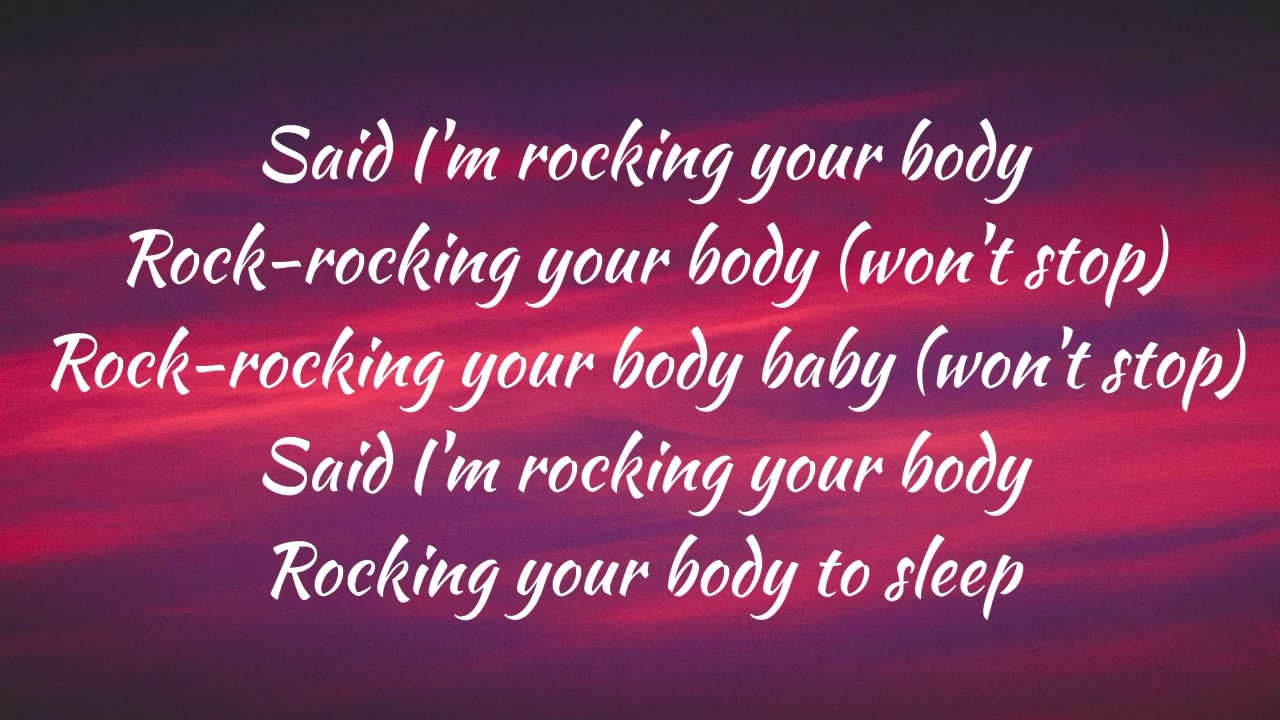 Said I'm rocking your body
Rock-rocking your body (won't stop)
Rock-rocking your body baby (won't stop)
Said I'm rocking your body
Rocking your body to sleep